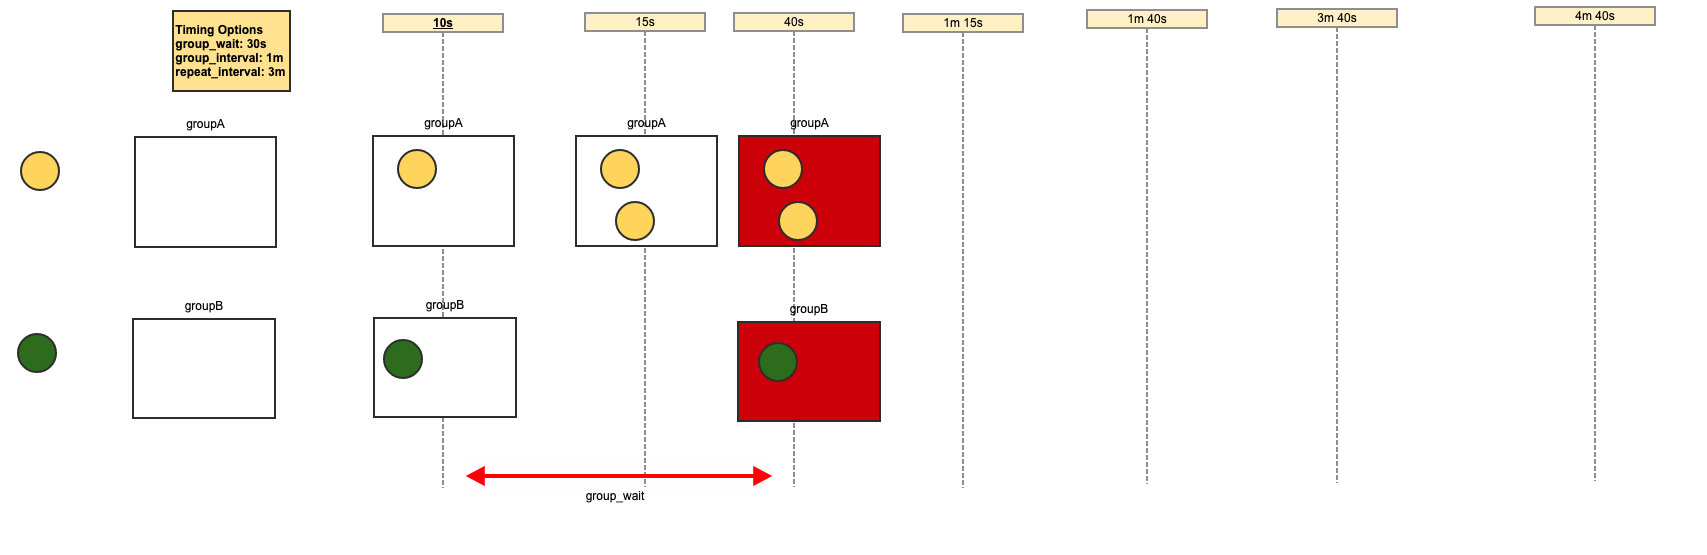 Timing Options
group_wait: 30s
group_interval: 1m
repeat_interval: 3m
10s
15s
40s
1m 15s
1m 40s
3m 40s
4m 40s
groupA
groupA
groupA
groupA
groupB
groupB
groupB
group_wait